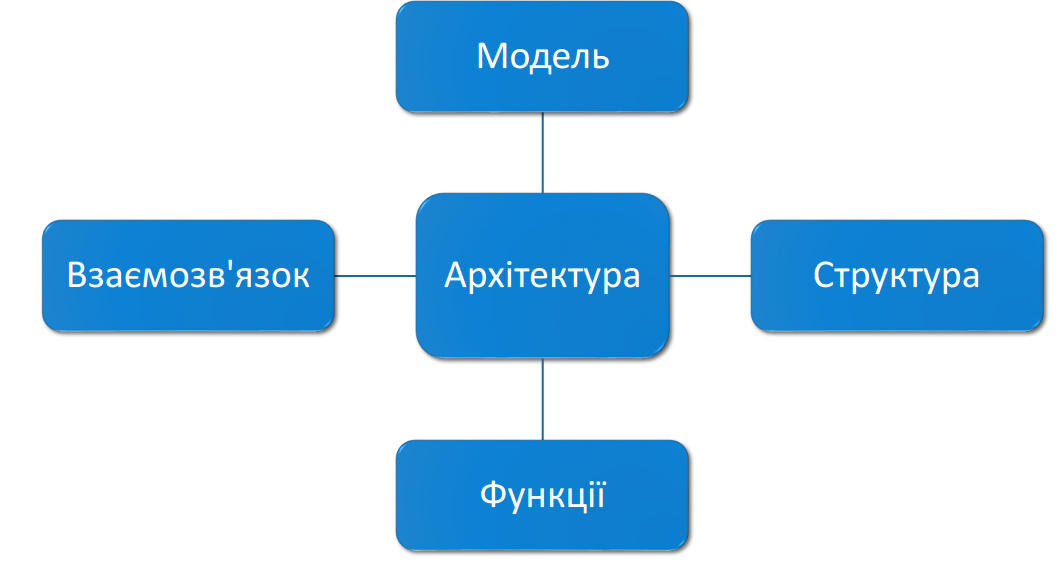 Модель
Взаємозв'язок
Архітектура
Структура
Функції